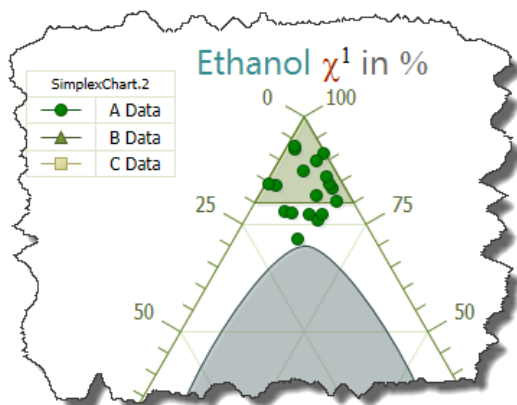 Ethanol χ¹ in %
SimplexChart.2
A Data
B Data
C Data
0 100
25 75
50 50